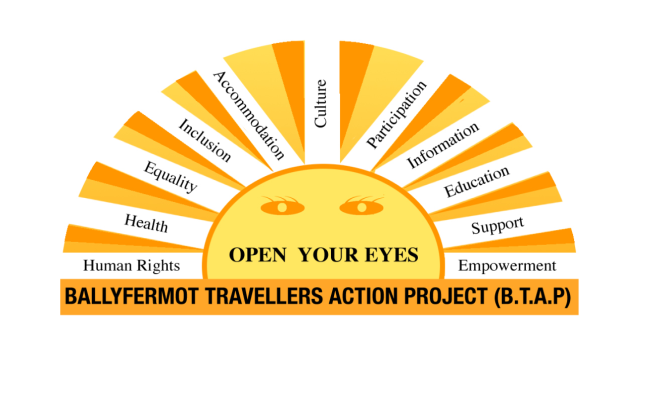 Human Rights
Health
Equality
Inclusion
Accommodation
Culture
Participation
Information
Education
Support
Empowerment
OPEN YOUR EYES
BALLYFERMOT TRAVELLERS ACTION PROJECT (B.T.A.P)